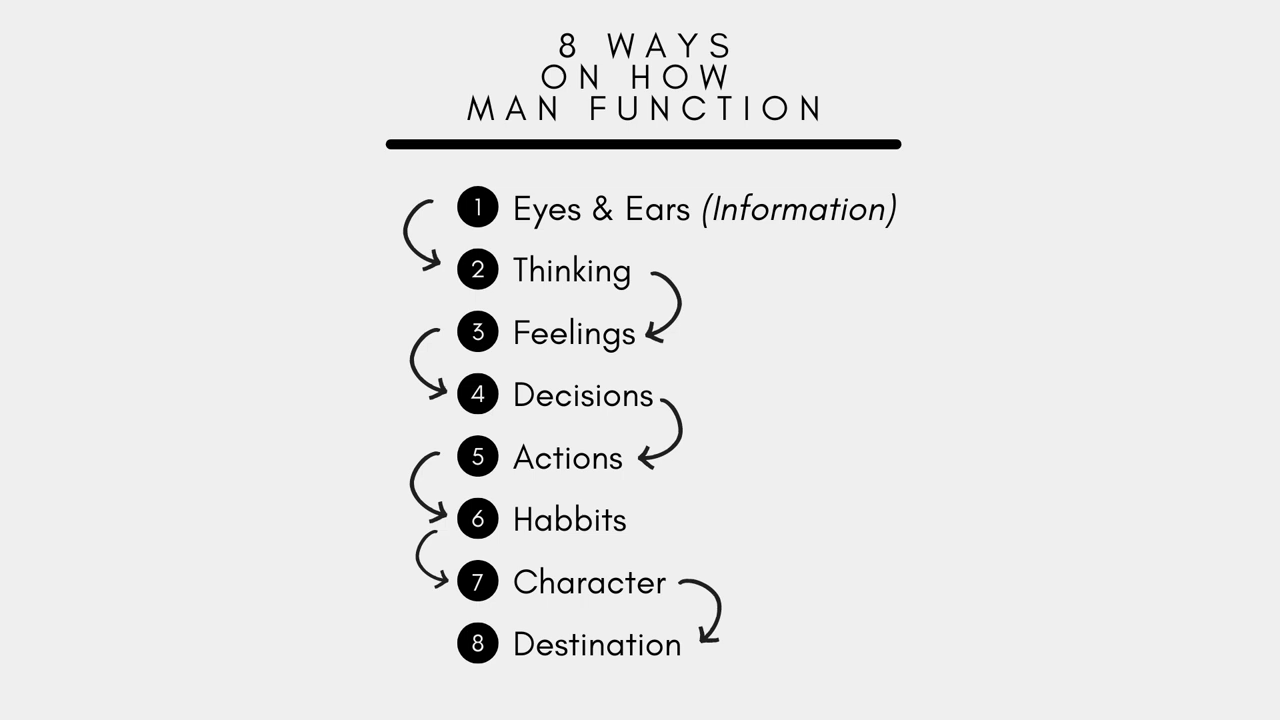 8 WAYS
ON HOW
MAN FUNCTION
1 Eyes & Ears (Information)
2 Thinking
3 Feelings
4 Decisions
5 Actions
6 Habbits
7 Character
8 Destination